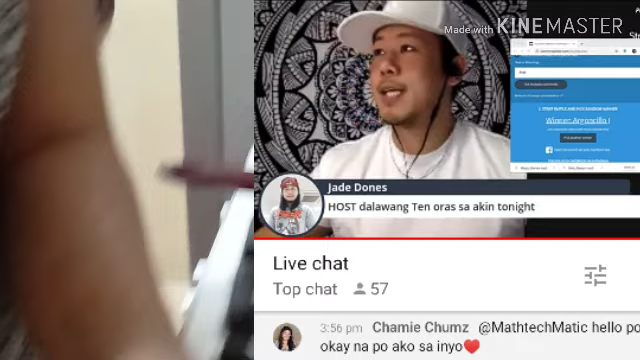 Made with KINEMASTER
Winner: Argoncillo I
Jade Dones
HOST dalawang Ten oras sa akin tonight
Live chat
Top chat 57
3:56 pm Chamie Chumz @MathtechMatic hello po
okay na po ako sa inyo❤️